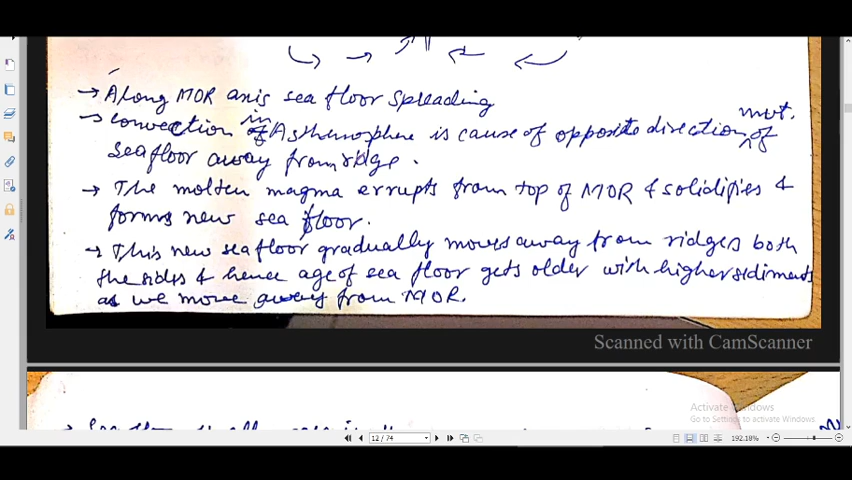 → Along MOR axis sea floor spreading
→ convection in Asthenosphere is cause of opposite direction mvt. of
seafloor away from ridge.
→ The molten magma errupts from top of MOR & solidifies &
forms new sea floor.
→ This new seafloor gradually moves away from ridges both
the sides & hence age of sea floor gets older with higher sediments
as we move away from MOR.
Scanned with CamScanner
→ Sea floor
Activate Windows
Go to Settings to activate Windows
12 / 74
192.18%